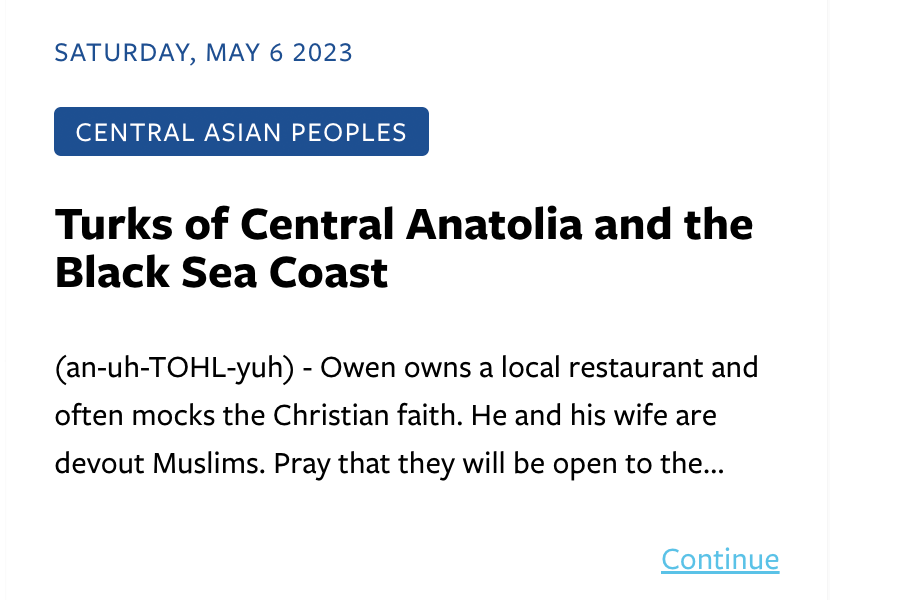 SATURDAY, MAY 6 2023
CENTRAL ASIAN PEOPLES
Turks of Central Anatolia and the
Black Sea Coast
(an-uh-TOHL-yuh) - Owen owns a local restaurant and
often mocks the Christian faith. He and his wife are
devout Muslims. Pray that they will be open to the...
Continue